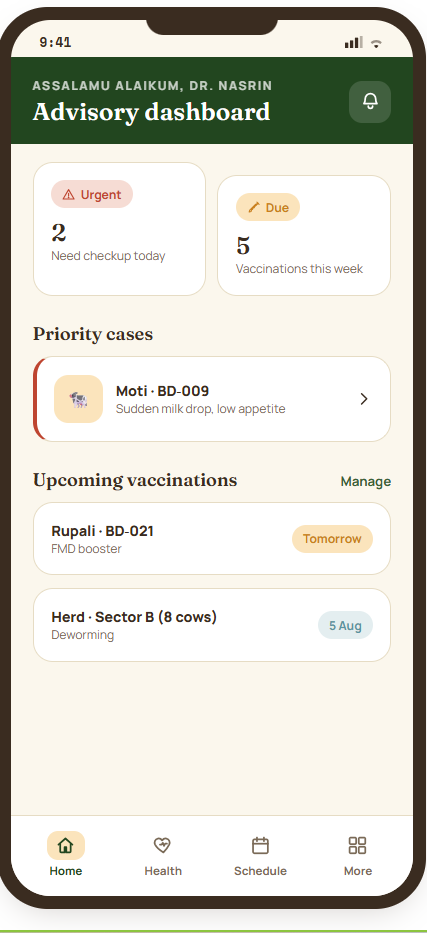 9:41
ASSALAMU ALAIKUM, DR. NASRIN
Advisory dashboard
Urgent
2
Need checkup today
Due
5
Vaccinations this week
Priority cases
Moti · BD-009
Sudden milk drop, low appetite
Upcoming vaccinations
Manage
Rupali · BD-021
FMD booster
Tomorrow
Herd · Sector B (8 cows)
Deworming
5 Aug
Home
Health
Schedule
More